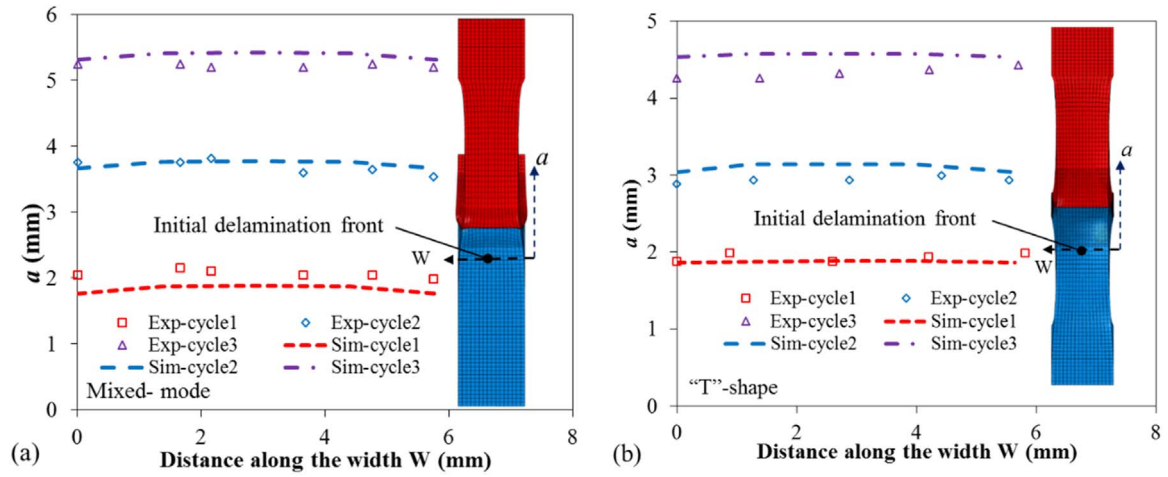 6
5
4
3
2
1
0
a (mm)
a
Initial delamination front
W
Exp-cycle1
Exp-cycle2
Exp-cycle3
Sim-cycle1
Sim-cycle2
Sim-cycle3
Mixed- mode
0 2 4 6 8
Distance along the width W (mm)
(a)
5
4
3
2
1
0
a (mm)
a
Initial delamination front
W
Exp-cycle1
Exp-cycle2
Exp-cycle3
Sim-cycle1
Sim-cycle2
Sim-cycle3
“T”-shape
0 2 4 6 8
Distance along the width W (mm)
(b)